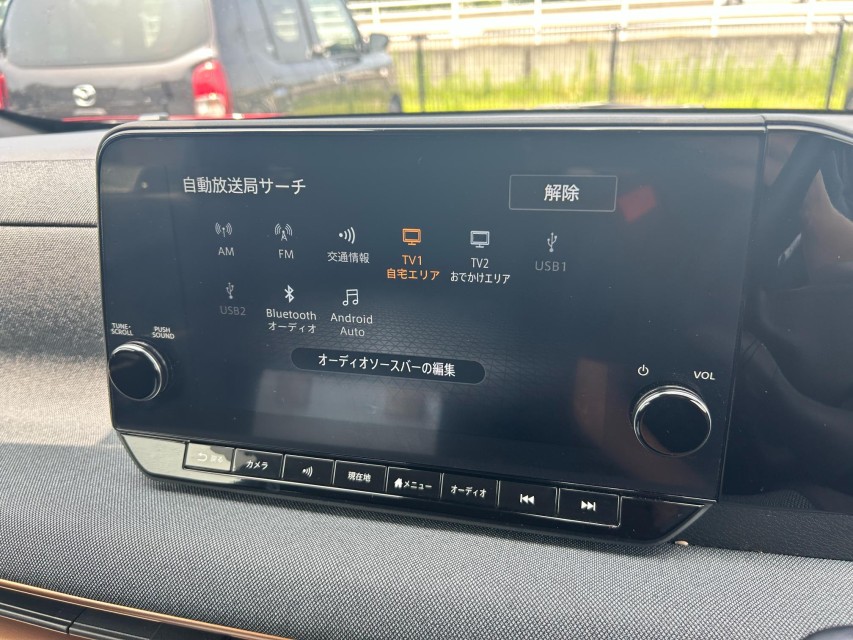 自動放送局サーチ
解除
AM
FM
交通情報
TV1
自宅エリア
TV2
おでかけエリア
USB1
USB2
Bluetooth
オーディオ
Android
Auto
オーディオソースバーの編集
TUNE・
SCROLL
PUSH
SOUND
VOL
戻る
カメラ
現在地
メニュー
オーディオ